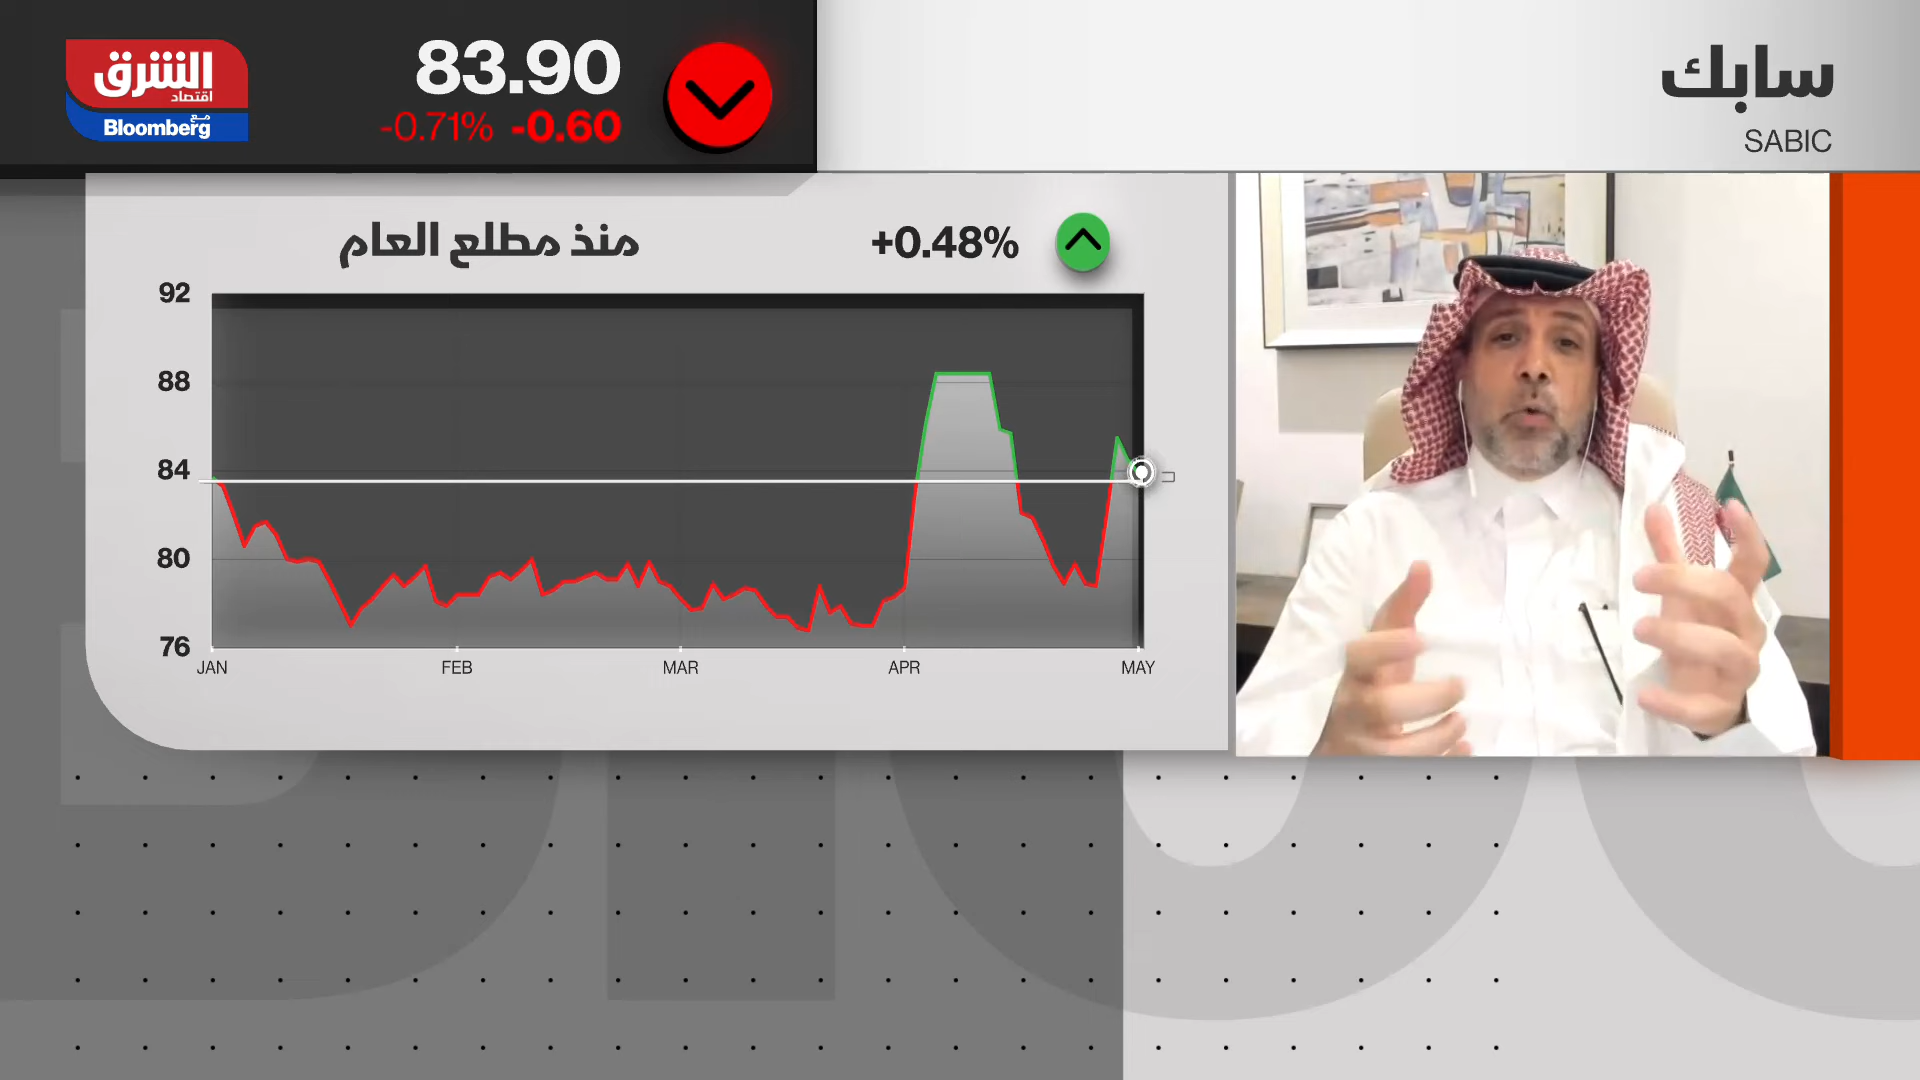 الشرق
اقتصاد
مع
Bloomberg
83.90
-0.71% -0.60
سابك
SABIC
منذ مطلع العام
+0.48%
92
88
84
80
76
JAN FEB MAR APR MAY